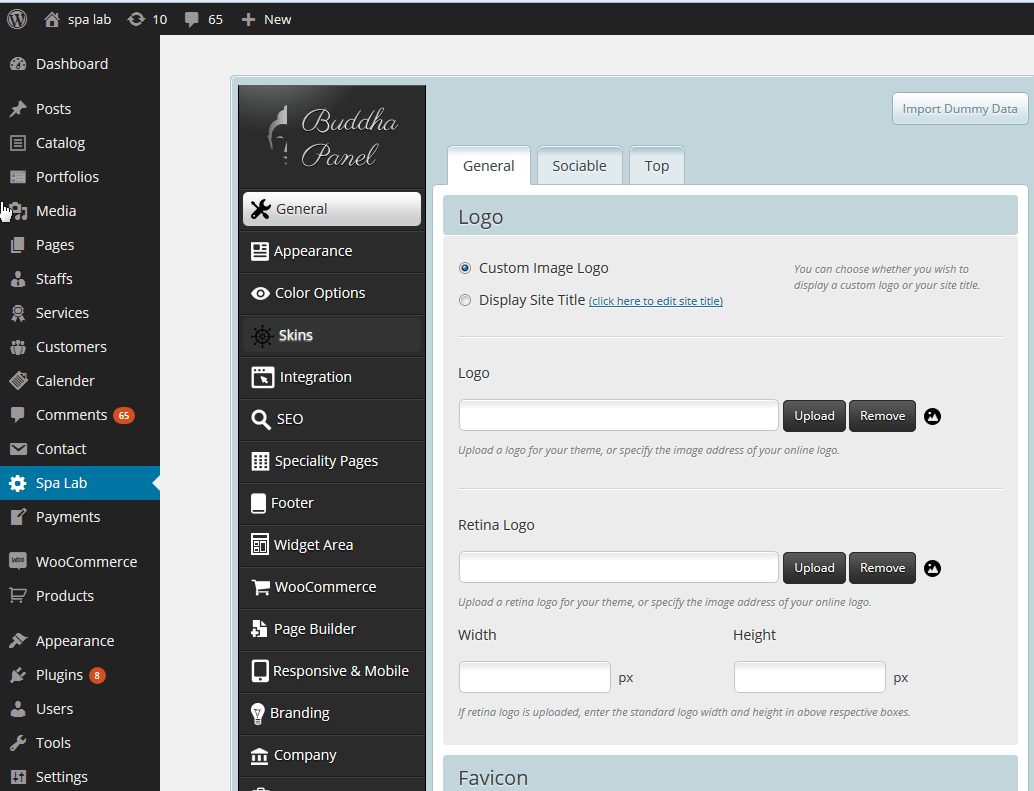 spa lab 10 65 New
Dashboard
Posts
Catalog
Portfolios
Media
Pages
Staffs
Services
Customers
Calender
Comments 65
Contact
Spa Lab
Payments
WooCommerce
Products
Appearance
Plugins 8
Users
Tools
Settings
Buddha
Panel
General
Appearance
Color Options
Skins
Integration
SEO
Speciality Pages
Footer
Widget Area
WooCommerce
Page Builder
Responsive & Mobile
Branding
Company
Import Dummy Data
General Sociable Top
Logo
Custom Image Logo
Display Site Title (click here to edit site title)
You can choose whether you wish to
display a custom logo or your site title.
Logo
Upload Remove
Upload a logo for your theme, or specify the image address of your online logo.
Retina Logo
Upload Remove
Upload a retina logo for your theme, or specify the image address of your online logo.
Width Height
px px
If retina logo is uploaded, enter the standard logo width and height in above respective boxes.
Favicon